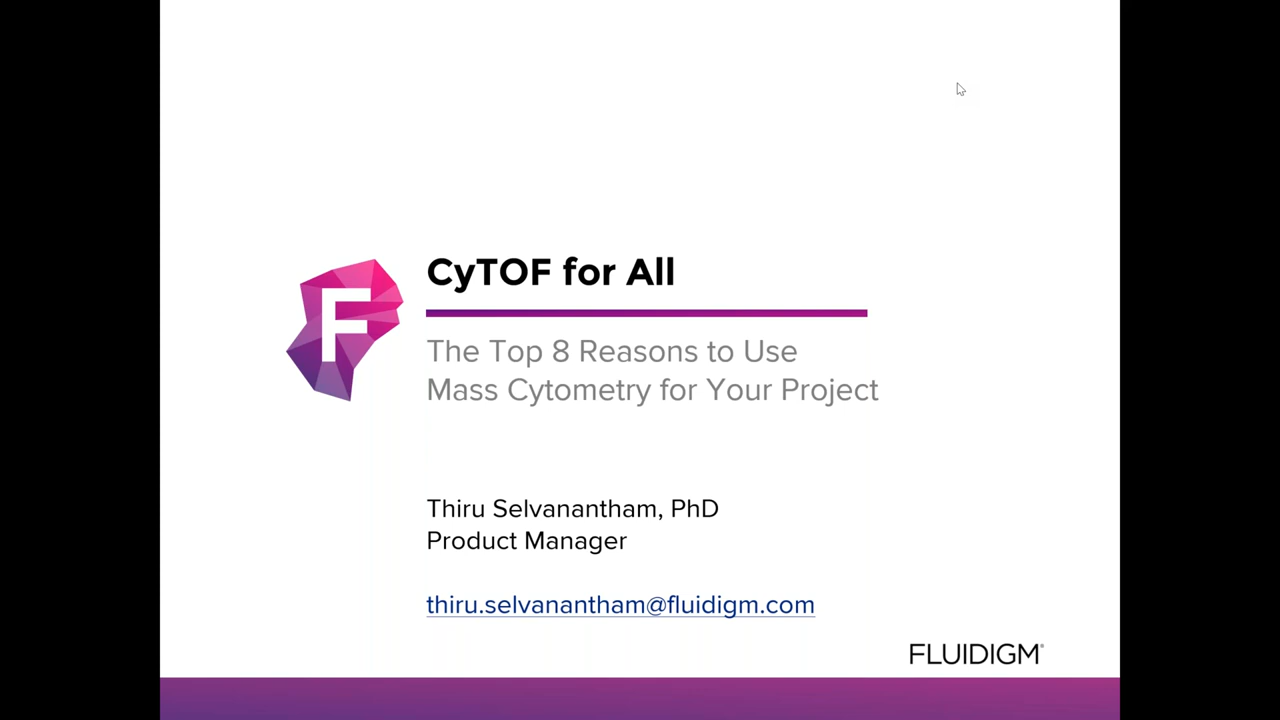 F
CyTOF for All
The Top 8 Reasons to Use
Mass Cytometry for Your Project
Thiru Selvanantham, PhD
Product Manager
thiru.selvanantham@fluidigm.com
FLUIDIGM®